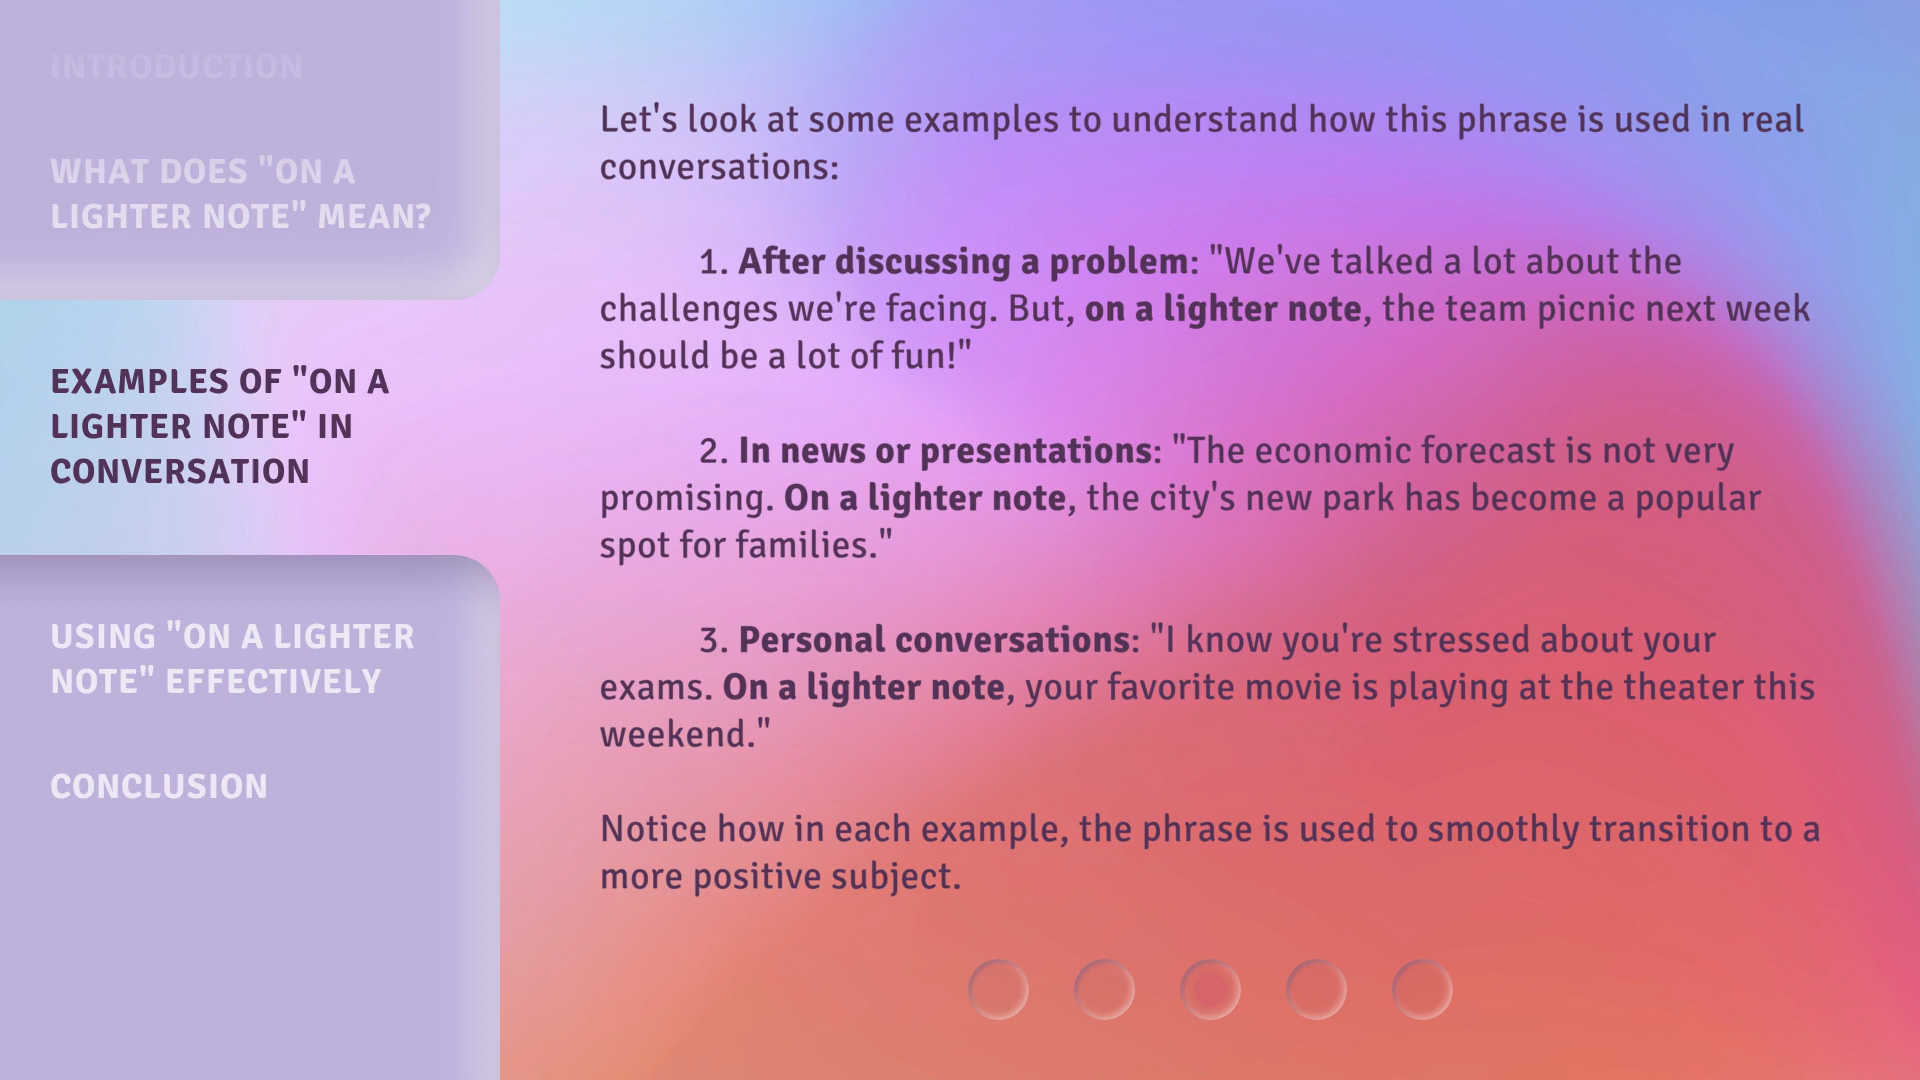 INTRODUCTION
WHAT DOES "ON A
LIGHTER NOTE" MEAN?
EXAMPLES OF "ON A
LIGHTER NOTE" IN
CONVERSATION
USING "ON A LIGHTER
NOTE" EFFECTIVELY
CONCLUSION
Let's look at some examples to understand how this phrase is used in real
conversations:
1. After discussing a problem: "We've talked a lot about the
challenges we're facing. But, on a lighter note, the team picnic next week
should be a lot of fun!"
2. In news or presentations: "The economic forecast is not very
promising. On a lighter note, the city's new park has become a popular
spot for families."
3. Personal conversations: "I know you're stressed about your
exams. On a lighter note, your favorite movie is playing at the theater this
weekend."
Notice how in each example, the phrase is used to smoothly transition to a
more positive subject.